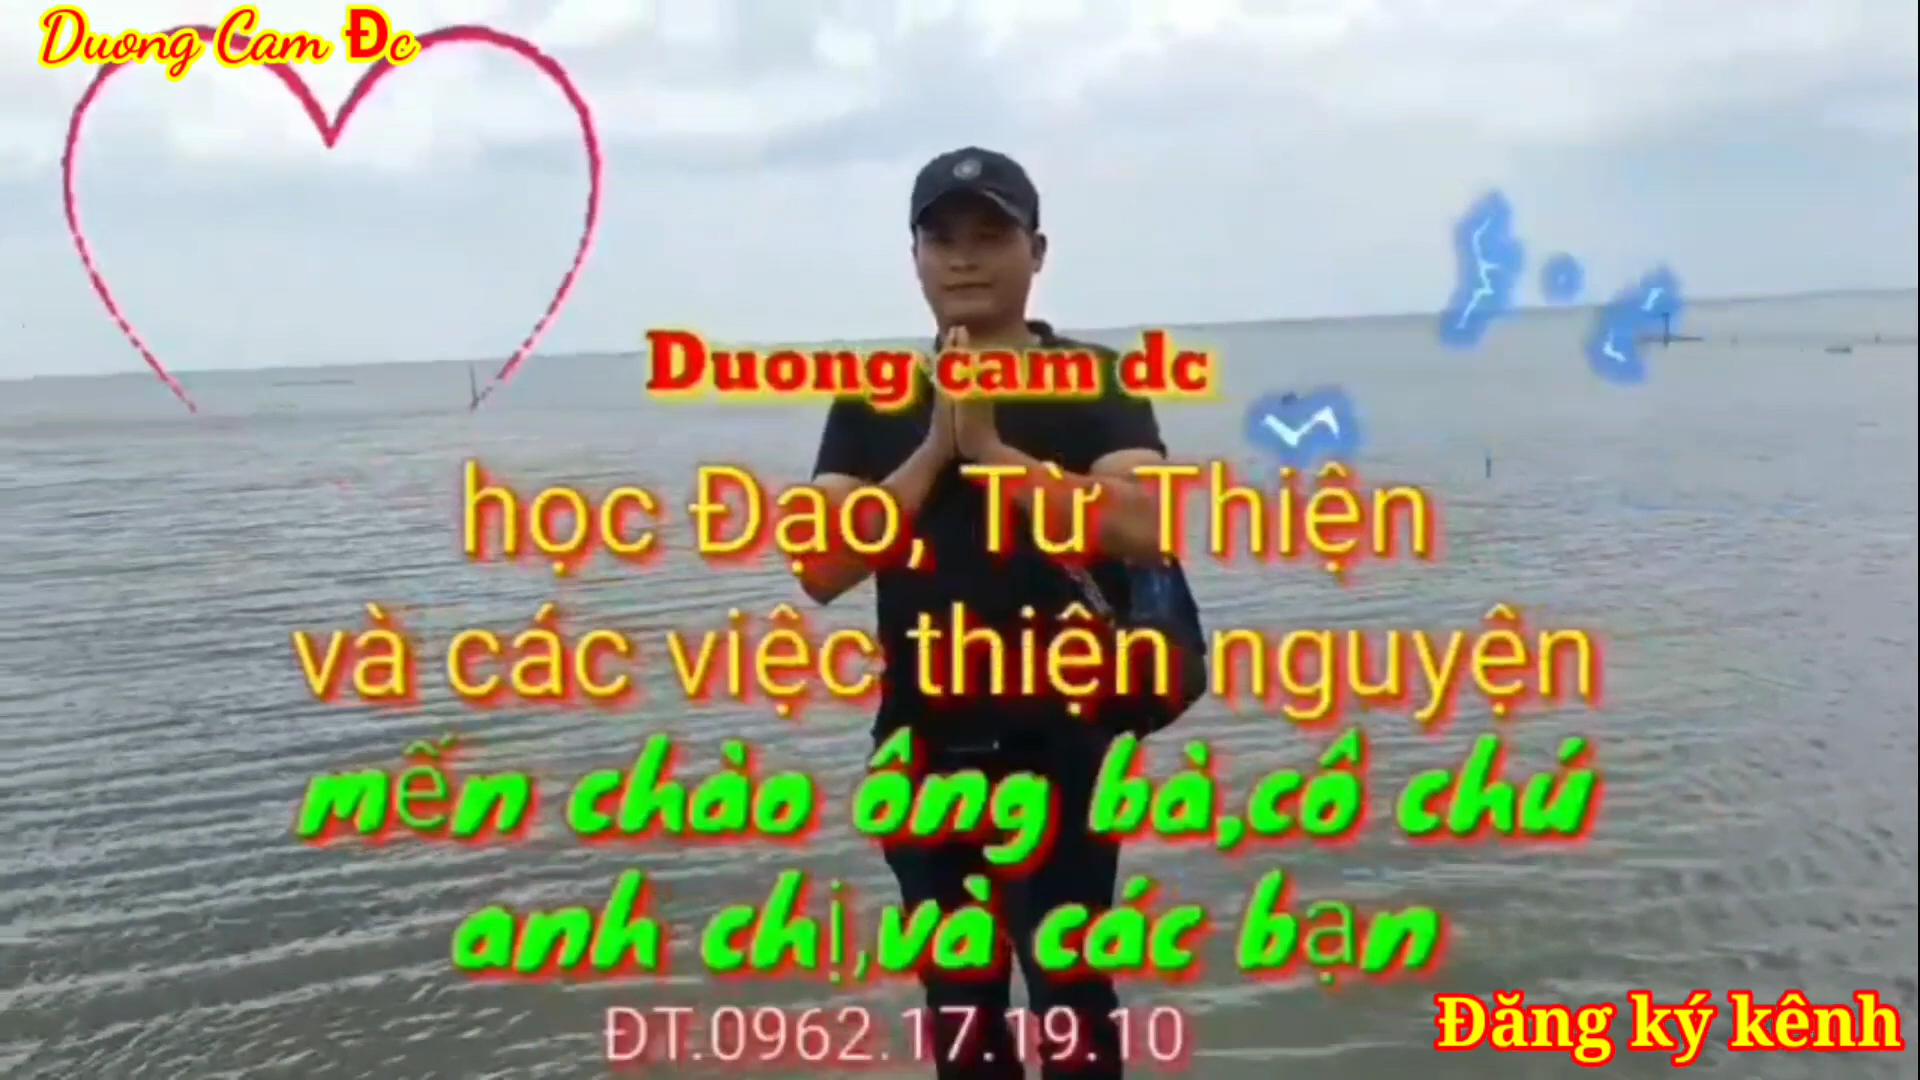 Duong Cam Đc
Duong cam dc
học Đạo, Từ Thiện
và các việc thiện nguyện
mễn chào ông bà,cô chú
anh chị,và các bạn
ĐT.0962.17.19.10
Đăng ký kênh